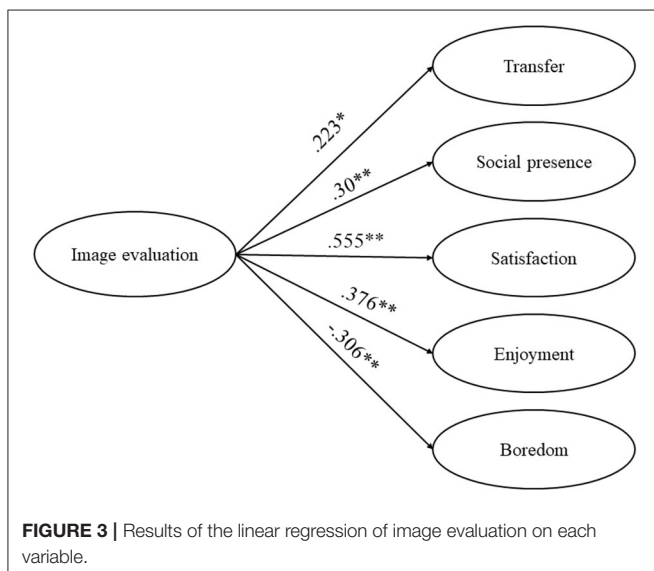 Transfer
.223*
Social presence
.30**
Image evaluation
.555**
Satisfaction
.376**
Enjoyment
-.306**
Boredom
FIGURE 3 | Results of the linear regression of image evaluation on each
variable.